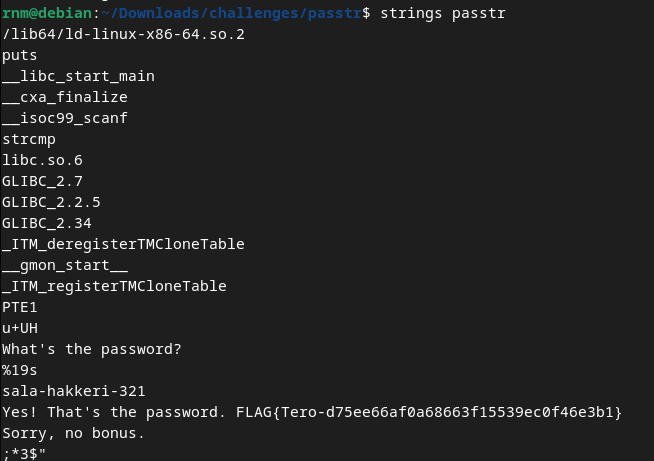 rnm@debian:~/Downloads/challenges/passtr$ strings passtr
/lib64/ld-linux-x86-64.so.2
puts
__libc_start_main
__cxa_finalize
__isoc99_scanf
strcmp
libc.so.6
GLIBC_2.7
GLIBC_2.2.5
GLIBC_2.34
_ITM_deregisterTMCloneTable
__gmon_start__
_ITM_registerTMCloneTable
PTE1
u+UH
What's the password?
%19s
sala-hakkeri-321
Yes! That's the password. FLAG{Tero-d75ee66af0a68663f15539ec0f46e3b1}
Sorry, no bonus.
;*3$"